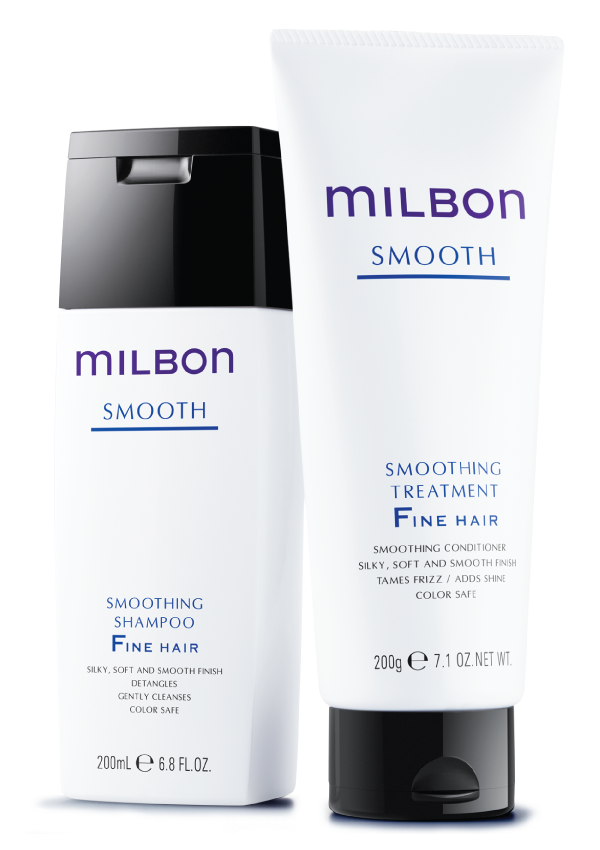 MILBON
SMOOTH
SMOOTHING
SHAMPOO
FINE HAIR
SILKY, SOFT AND SMOOTH FINISH
DETANGLES
GENTLY CLEANSES
COLOR SAFE
200mL ℮ 6.8 FL.OZ.
MILBON
SMOOTH
SMOOTHING
TREATMENT
FINE HAIR
SMOOTHING CONDITIONER
SILKY, SOFT AND SMOOTH FINISH
TAMES FRIZZ / ADDS SHINE
COLOR SAFE
200g ℮ 7.1 OZ.NET WT.